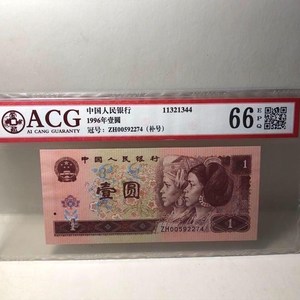 ACG
AI CANG GUARANTY
中国人民银行 11321344
1996年壹圆
冠号：ZH00592274（补号）
66 EPQ
中国人民银行
1
壹圆
ZH00592274
1